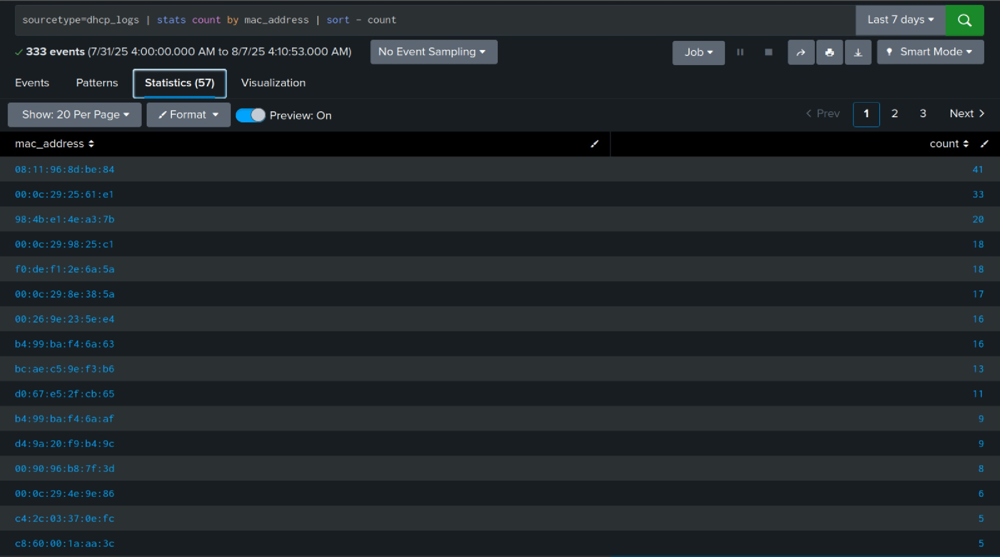 sourcetype=dhcp_logs | stats count by mac_address | sort - count
Last 7 days
333 events (7/31/25 4:00:00.000 AM to 8/7/25 4:10:53.000 AM)
No Event Sampling
Job
Smart Mode
Events
Patterns
Statistics (57)
Visualization
Show: 20 Per Page
Format
Preview: On
Prev
1
2
3
Next
mac_address
count
08:11:96:8d:be:84 41
00:0c:29:25:61:e1 33
98:4b:e1:4e:a3:7b 20
00:0c:29:98:25:c1 18
f0:de:f1:2e:6a:5a 18
00:0c:29:8e:38:5a 17
00:26:9e:23:5e:e4 16
b4:99:ba:f4:6a:63 16
bc:ae:c5:9e:f3:b6 13
d0:67:e5:2f:cb:65 11
b4:99:ba:f4:6a:af 9
d4:9a:20:f9:b4:9c 9
00:90:96:b8:7f:3d 8
00:0c:29:4e:9e:86 6
c4:2c:03:37:0e:fc 5
c8:60:00:1a:aa:3c 5